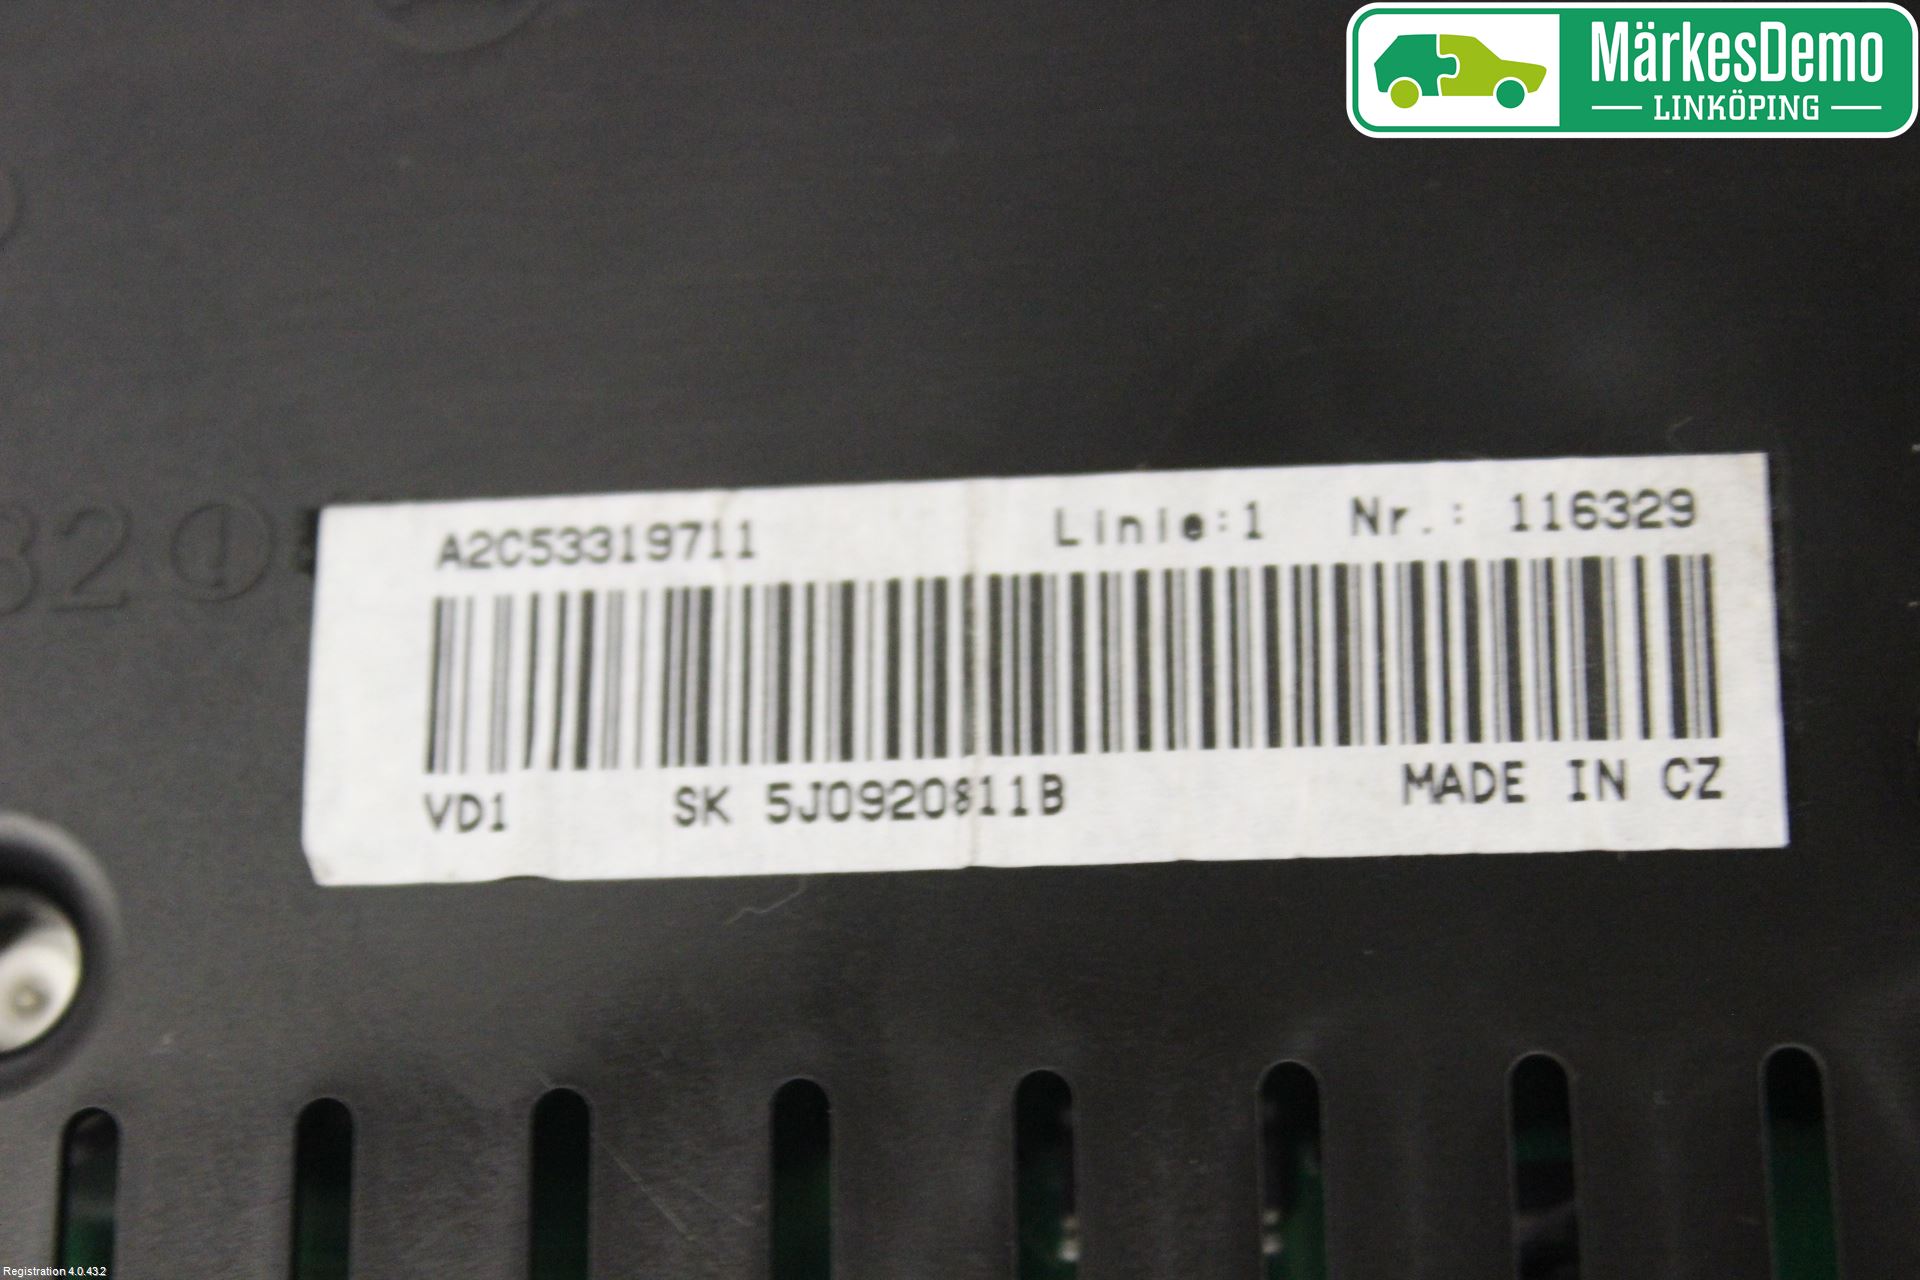 MärkesDemo
LINKÖPING
A2C53319711 Linie:1 Nr.: 116329
VD1 SK 5J0920811B MADE IN CZ
Registration 4.0.43.2